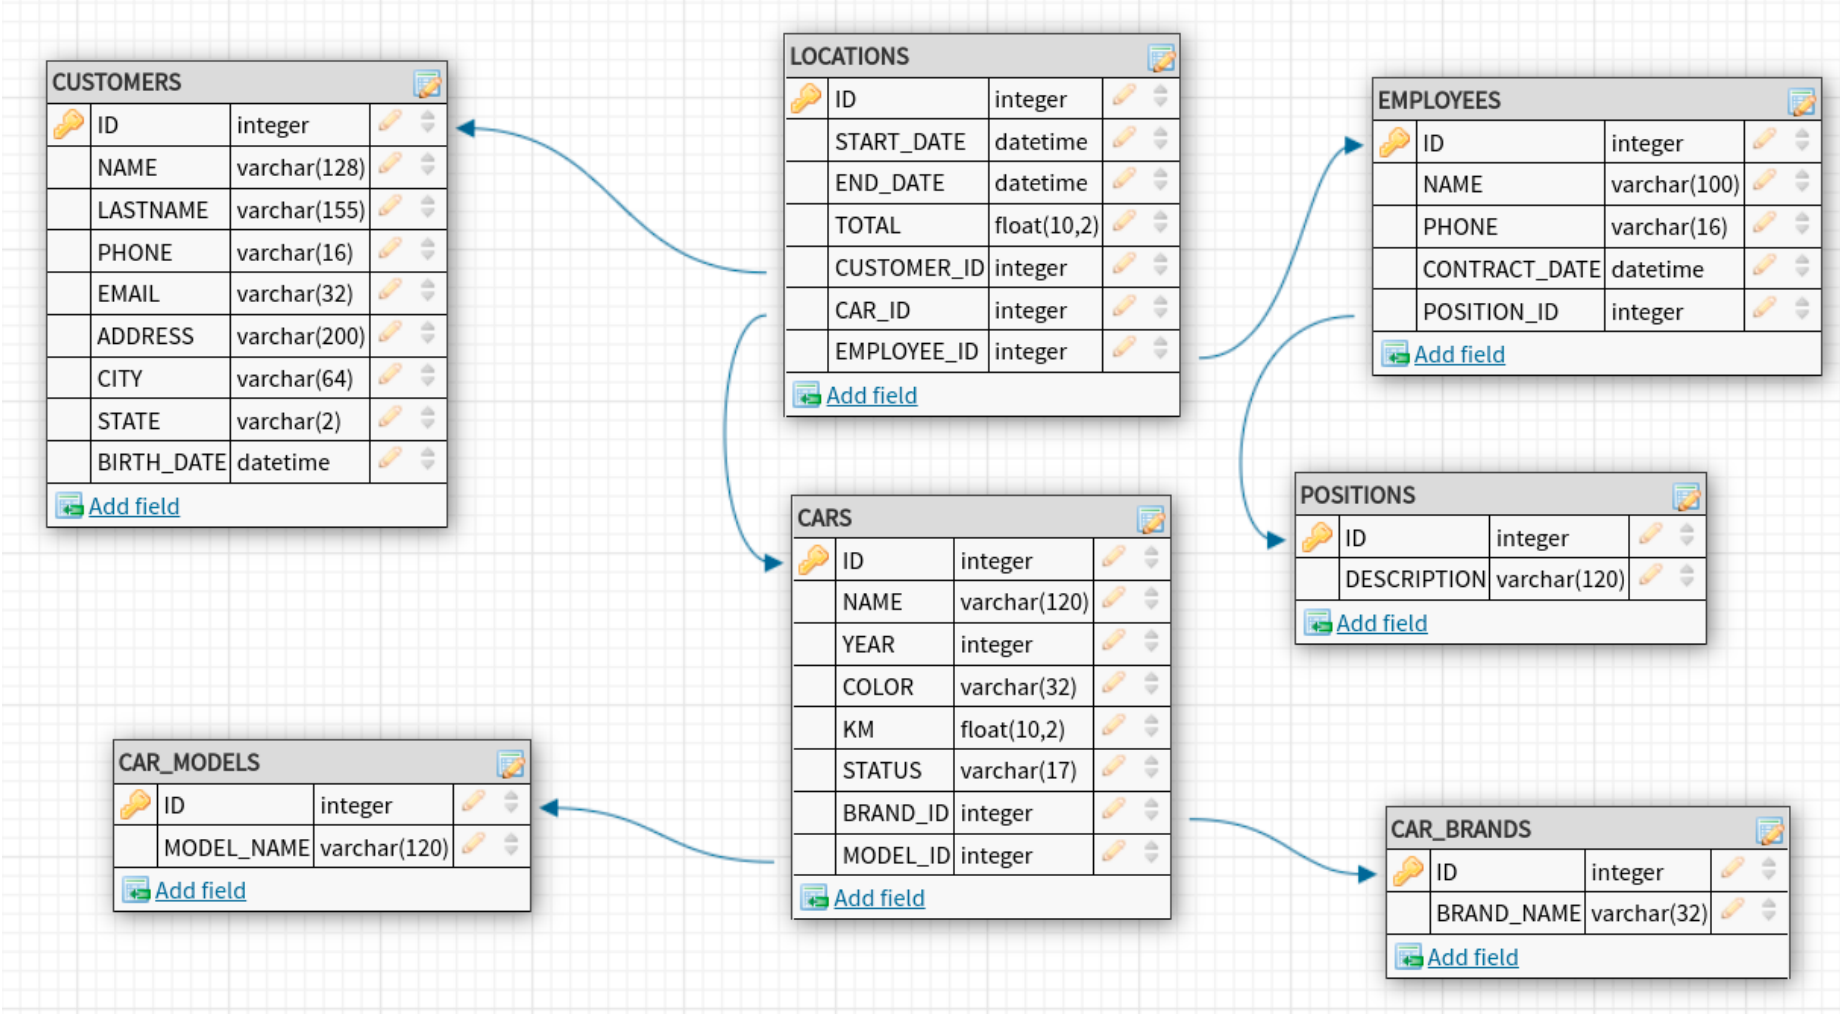 CUSTOMERS
ID integer
NAME varchar(128)
LASTNAME varchar(155)
PHONE varchar(16)
EMAIL varchar(32)
ADDRESS varchar(200)
CITY varchar(64)
STATE varchar(2)
BIRTH_DATE datetime
Add field
LOCATIONS
ID integer
START_DATE datetime
END_DATE datetime
TOTAL float(10,2)
CUSTOMER_ID integer
CAR_ID integer
EMPLOYEE_ID integer
Add field
EMPLOYEES
ID integer
NAME varchar(100)
PHONE varchar(16)
CONTRACT_DATE datetime
POSITION_ID integer
Add field
POSITIONS
ID integer
DESCRIPTION varchar(120)
Add field
CARS
ID integer
NAME varchar(120)
YEAR integer
COLOR varchar(32)
KM float(10,2)
STATUS varchar(17)
BRAND_ID integer
MODEL_ID integer
Add field
CAR_MODELS
ID integer
MODEL_NAME varchar(120)
Add field
CAR_BRANDS
ID integer
BRAND_NAME varchar(32)
Add field